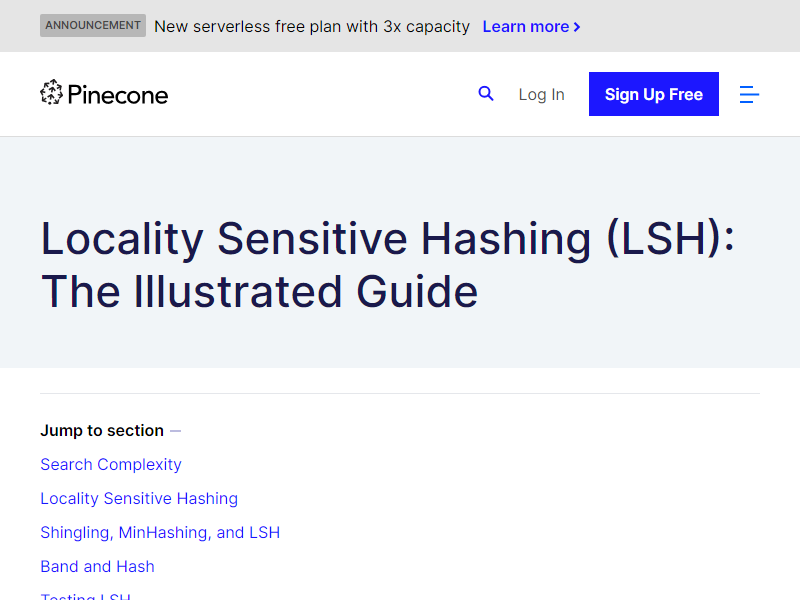 ANNOUNCEMENT New serverless free plan with 3x capacity Learn more
Pinecone Log In Sign Up Free
Locality Sensitive Hashing (LSH):
The Illustrated Guide
Jump to section
Search Complexity
Locality Sensitive Hashing
Shingling, MinHashing, and LSH
Band and Hash
Testing LSH